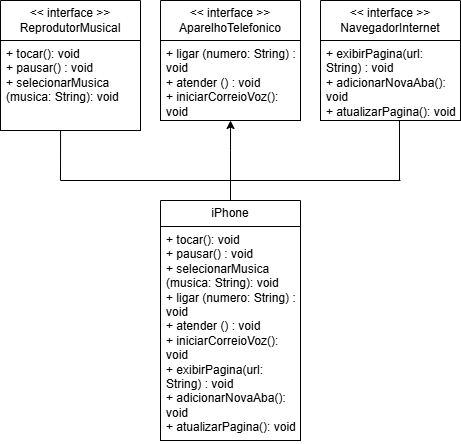 << interface >>
ReprodutorMusical
+ tocar(): void
+ pausar() : void
+ selecionarMusica
(musica: String): void
<< interface >>
AparelhoTelefonico
+ ligar (numero: String) :
void
+ atender () : void
+ iniciarCorreioVoz():
void
<< interface >>
NavegadorInternet
+ exibirPagina(url:
String) : void
+ adicionarNovaAba():
void
+ atualizarPagina(): void
iPhone
+ tocar(): void
+ pausar() : void
+ selecionarMusica
(musica: String): void
+ ligar (numero: String) :
void
+ atender () : void
+ iniciarCorreioVoz():
void
+ exibirPagina(url:
String) : void
+ adicionarNovaAba():
void
+ atualizarPagina(): void